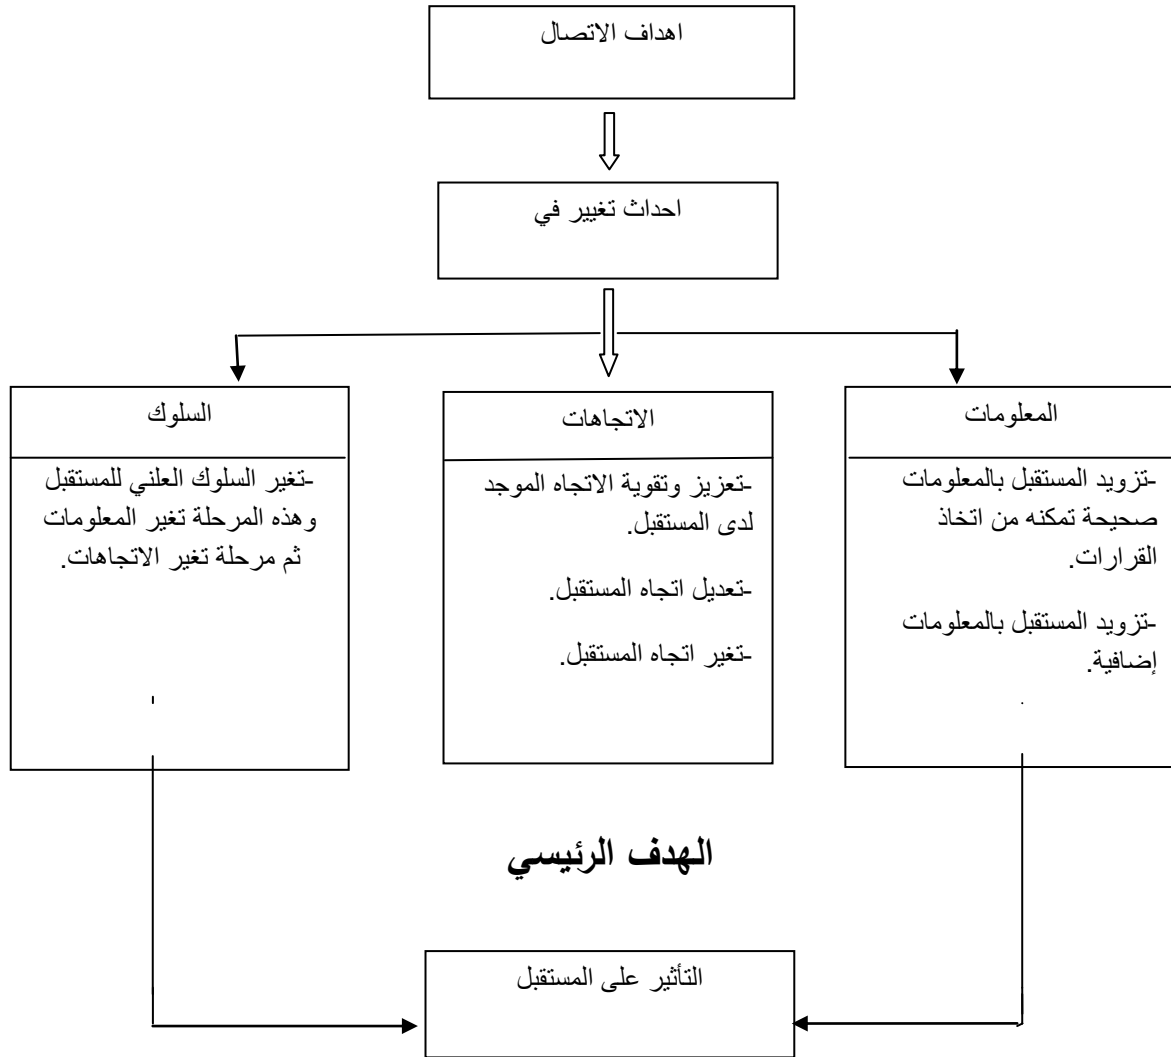 اهداف الاتصال
احداث تغيير في
المعلومات
-تزويد المستقبل بالمعلومات
صحيحة تمكنه من اتخاذ
القرارات.
-تزويد المستقبل بالمعلومات
إضافية.
الاتجاهات
-تعزيز وتقوية الاتجاه الموجد
لدى المستقبل.
-تعديل اتجاه المستقبل.
-تغير اتجاه المستقبل.
السلوك
-تغير السلوك العلني للمستقبل
وهذه المرحلة تغير المعلومات
ثم مرحلة تغير الاتجاهات.
الهدف الرئيسي
التأثير على المستقبل